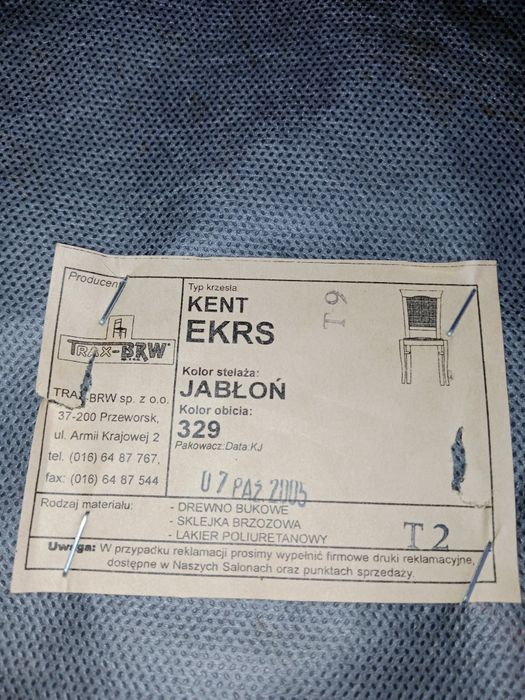 Producent
TRAX-BRW
TRAX-BRW sp. z o.o.
37-200 Przeworsk,
ul. Armii Krajowej 2
tel. (016) 64 87 767,
fax: (016) 64 87 544
Typ krzesła
KENT
EKRS
T 9
Kolor stelaża:
JABŁOŃ
Kolor obicia:
329
Pakowacz:Data:KJ
07 PAŹ 2005
Rodzaj materiału:
- DREWNO BUKOWE
- SKLEJKA BRZOZOWA
- LAKIER POLIURETANOWY
T 2
Uwaga: W przypadku reklamacji prosimy wypełnić firmowe druki reklamacyjne,
dostępne w Naszych Salonach oraz punktach sprzedaży.